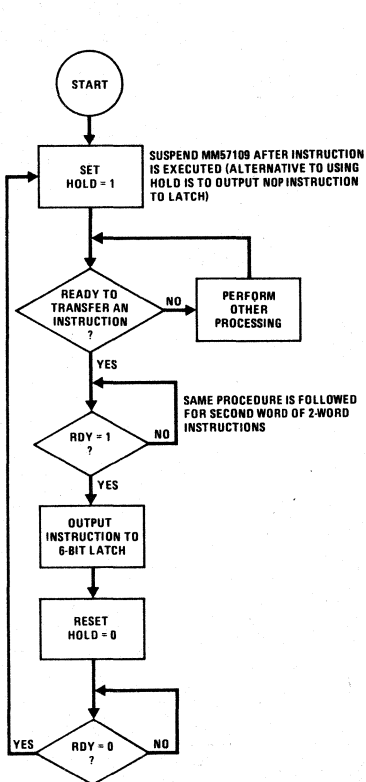 START
SET
HOLD = 1
SUSPEND MM57109 AFTER INSTRUCTION
IS EXECUTED (ALTERNATIVE TO USING
HOLD IS TO OUTPUT NOP INSTRUCTION
TO LATCH)
READY TO
TRANSFER AN
INSTRUCTION
?
NO
PERFORM
OTHER
PROCESSING
YES
SAME PROCEDURE IS FOLLOWED
FOR SECOND WORD OF 2-WORD
INSTRUCTIONS
RDY = 1
?
NO
YES
OUTPUT
INSTRUCTION TO
6-BIT LATCH
RESET
HOLD = 0
YES
RDY = 0
?
NO